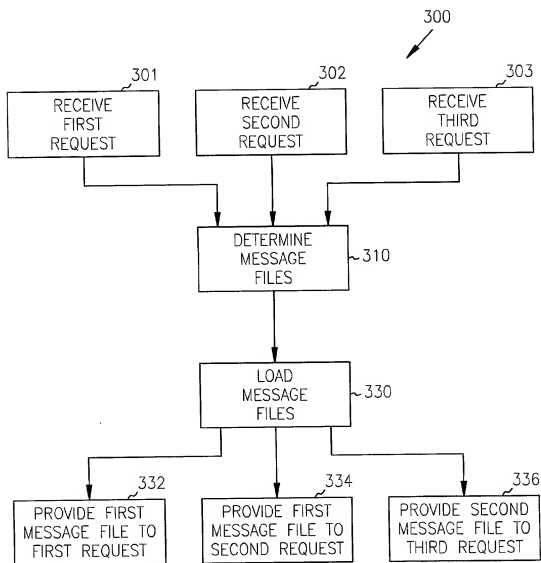 300
301
RECEIVE
FIRST
REQUEST
302
RECEIVE
SECOND
REQUEST
303
RECEIVE
THIRD
REQUEST
DETERMINE
MESSAGE
FILES
310
LOAD
MESSAGE
FILES
330
332
PROVIDE FIRST
MESSAGE FILE TO
FIRST REQUEST
334
PROVIDE FIRST
MESSAGE FILE TO
SECOND REQUEST
336
PROVIDE SECOND
MESSAGE FILE TO
THIRD REQUEST